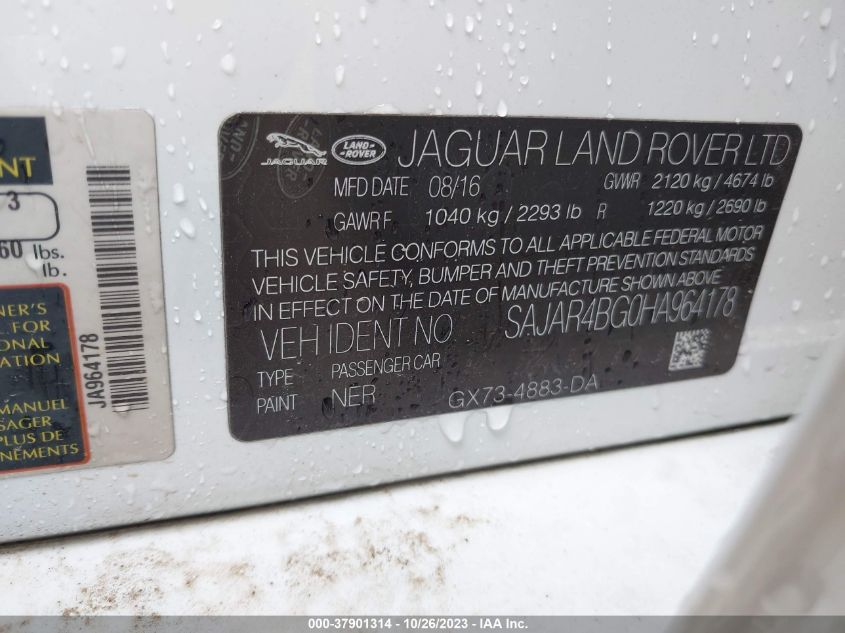 NT
3
60 lbs.
lb.
NER'S
L FOR
ONAL
ATION
MANUEL
SAGER
PLUS DE
NEMENTS
JA964178
JAGUAR
LAND-
ROVER
JAGUAR LAND ROVER LTD
MFD DATE 08/16 GVWR 2120 kg / 4674 lb
GAWR F 1040 kg / 2293 lb R 1220 kg / 2690 lb
THIS VEHICLE CONFORMS TO ALL APPLICABLE FEDERAL MOTOR
VEHICLE SAFETY, BUMPER AND THEFT PREVENTION STANDARDS
IN EFFECT ON THE DATE OF MANUFACTURE SHOWN ABOVE
VEH IDENT NO SAJAR4BG0HA964178
TYPE PASSENGER CAR
PAINT NER GX73-4883-DA
000-37901314 - 10/26/2023 - IAA Inc.